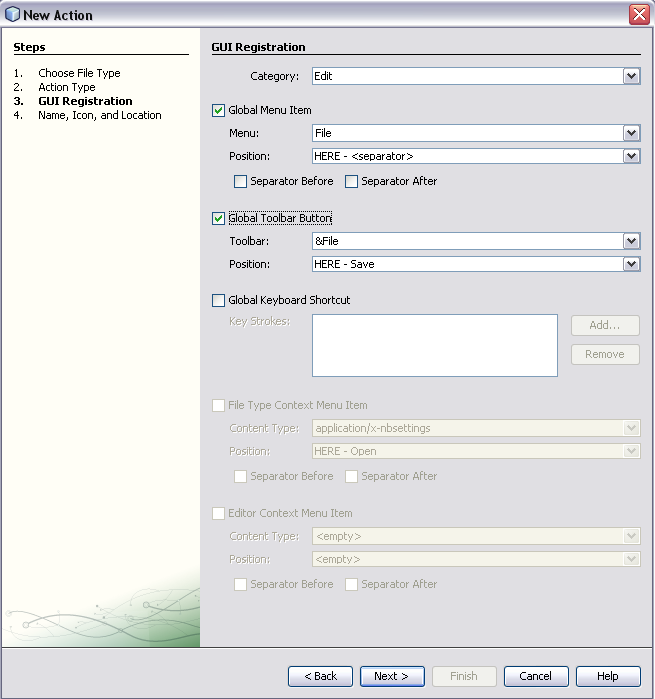 New Action
Steps
1. Choose File Type
2. Action Type
3. GUI Registration
4. Name, Icon, and Location
GUI Registration
Category: Edit
Global Menu Item
Menu: File
Position: HERE - <separator>
Separator Before Separator After
Global Toolbar Button
Toolbar: &File
Position: HERE - Save
Global Keyboard Shortcut
Key Strokes: Add...
Remove
File Type Context Menu Item
Content Type: application/x-nbsettings
Position: HERE - Open
Separator Before Separator After
Editor Context Menu Item
Content Type: <empty>
Position: <empty>
Separator Before Separator After
< Back Next > Finish Cancel Help